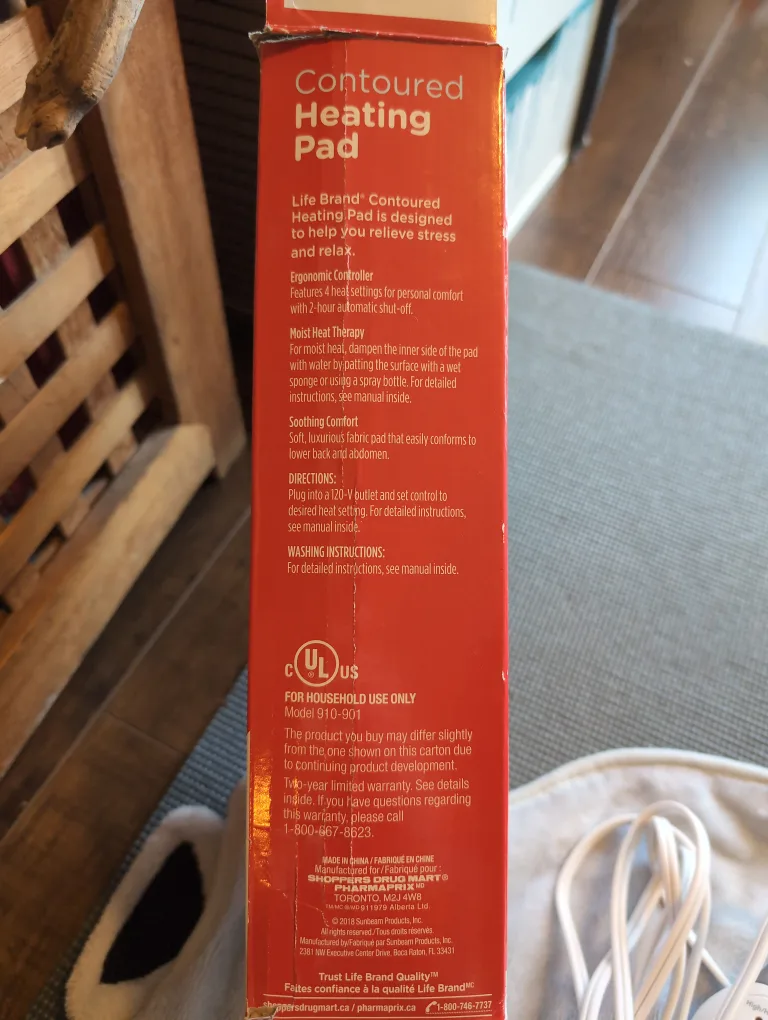 Contoured
Heating
Pad
Life Brand® Contoured
Heating Pad is designed
to help you relieve stress
and relax.
Ergonomic Controller
Features 4 heat settings for personal comfort
with 2-hour automatic shut-off.
Moist Heat Therapy
For moist heat, dampen the inner side of the pad
with water by patting the surface with a wet
sponge or using a spray bottle. For detailed
instructions, see manual inside.
Soothing Comfort
Soft, luxurious fabric pad that easily conforms to
lower back and abdomen.
DIRECTIONS:
Plug into a 120-V outlet and set control to
desired heat setting. For detailed instructions,
see manual inside.
WASHING INSTRUCTIONS:
For detailed instructions, see manual inside.
C UL® US
FOR HOUSEHOLD USE ONLY
Model 910-901
The product you buy may differ slightly
from the one shown on this carton due
to continuing product development.
Two-year limited warranty. See details
inside. If you have questions regarding
this warranty, please call
1-800-667-8623.
MADE IN CHINA / FABRIQUÉ EN CHINE
Manufactured for/Fabriqué pour :
SHOPPERS DRUG MART®
PHARMAPRIX MD
TORONTO, M2J 4W8
TM/MC ®/MD 911979 Alberta Ltd.
© 2018 Sunbeam Products, Inc.
All rights reserved./Tous droits réservés
Manufactured by/Fabriqué par Sunbeam Products, Inc.
2381 NW Executive Center Drive, Boca Raton, FL 33431
Trust Life Brand Quality™
Faites confiance à la qualité Life Brand MC
shoppersdrugmart.ca / pharmaprix.ca 1-800-746-7737